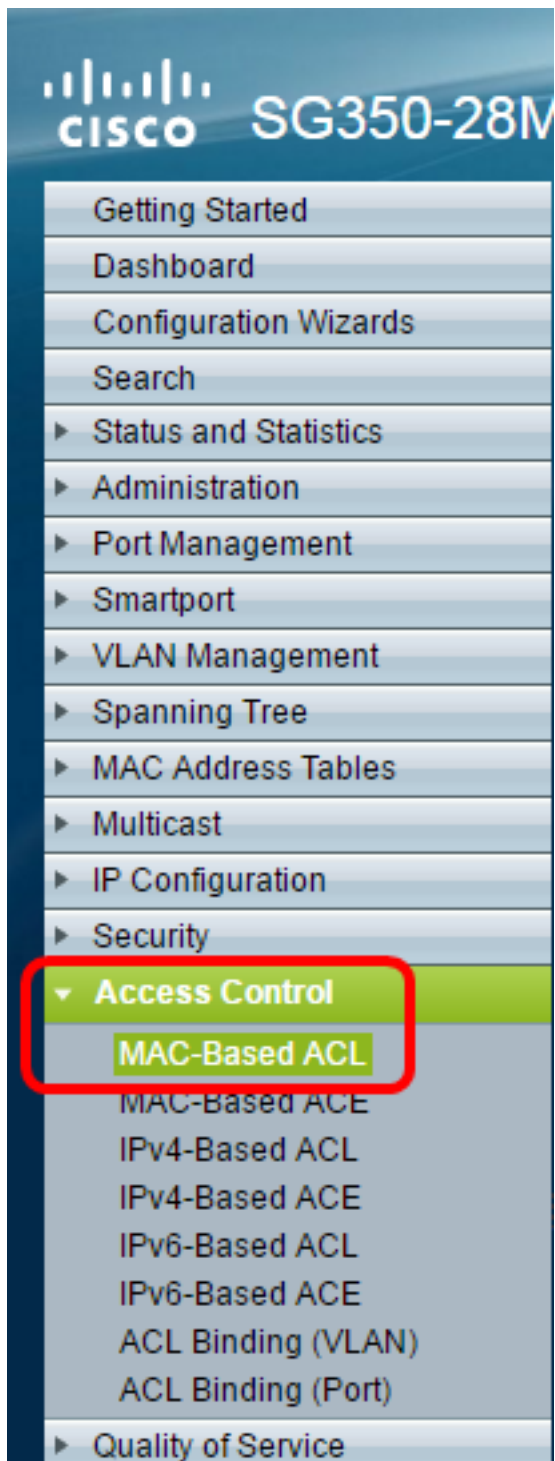 CISCO SG350-28M
Getting Started
Dashboard
Configuration Wizards
Search
Status and Statistics
Administration
Port Management
Smartport
VLAN Management
Spanning Tree
MAC Address Tables
Multicast
IP Configuration
Security
Access Control
MAC-Based ACL
MAC-Based ACE
IPv4-Based ACL
IPv4-Based ACE
IPv6-Based ACL
IPv6-Based ACE
ACL Binding (VLAN)
ACL Binding (Port)
Quality of Service